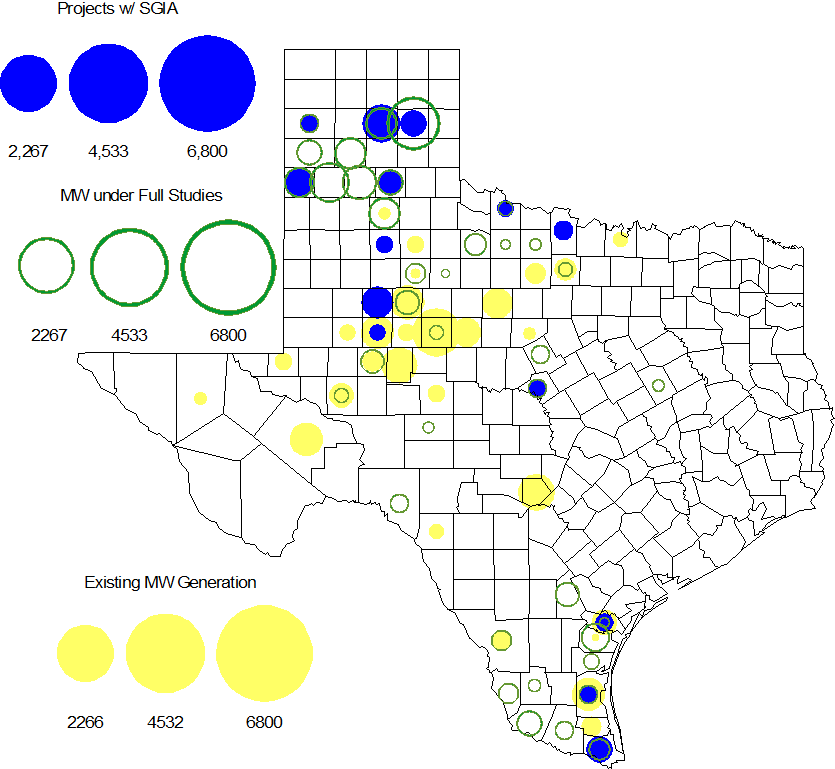 Projects w/ SGIA
2,267 4,533 6,800
MW under Full Studies
2267 4533 6800
Existing MW Generation
2266 4532 6800